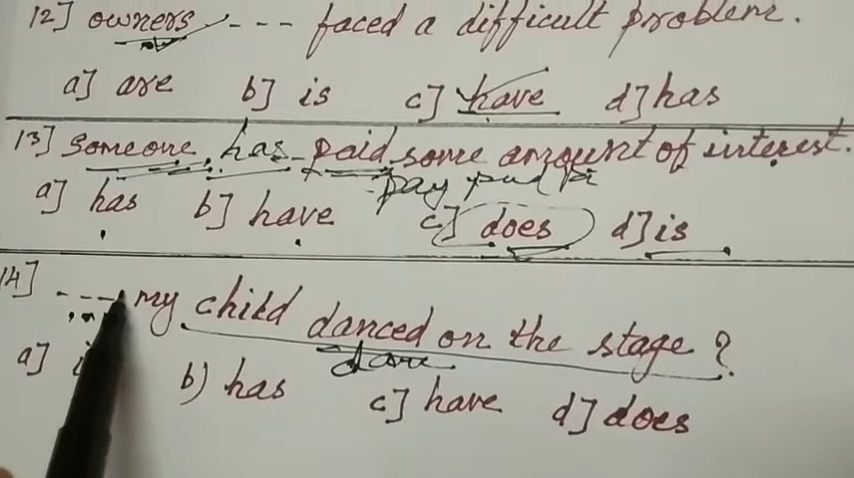 12] owners ---- faced a difficult problem.
a] are b] is c] have d] has
13] Someone has paid some amount of interest.
pay paid
a] has b] have c] does d] is
14] ---- my child danced on the stage ?
a] b) has c] have d] does